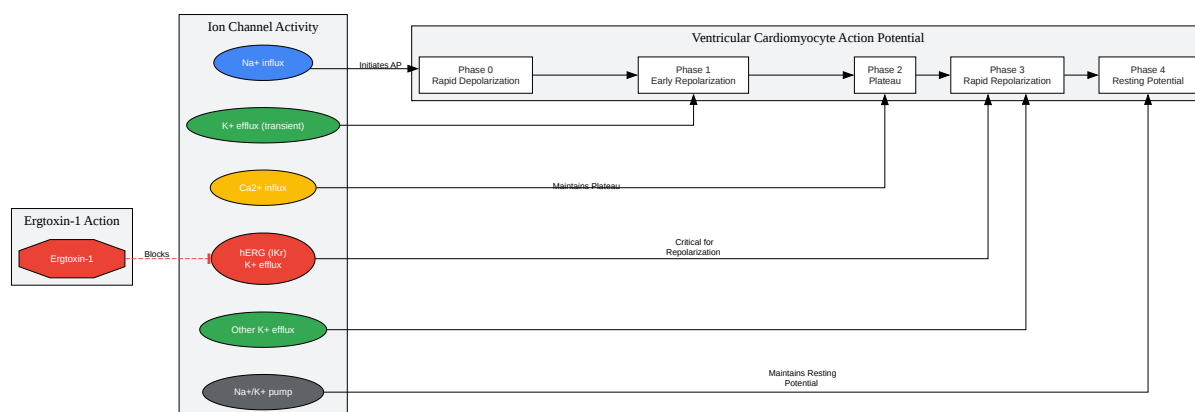 Ion Channel Activity
Na+ influx
K+ efflux (transient)
Ca2+ influx
hERG (IKr)
K+ efflux
Other K+ efflux
Na+/K+ pump
Ergtoxin-1 Action
Ergtoxin-1
Blocks
Initiates AP
Ventricular Cardiomyocyte Action Potential
Phase 0
Rapid Depolarization
Phase 1
Early Repolarization
Phase 2
Plateau
Phase 3
Rapid Repolarization
Phase 4
Resting Potential
Maintains Plateau
Critical for
Repolarization
Maintains Resting
Potential